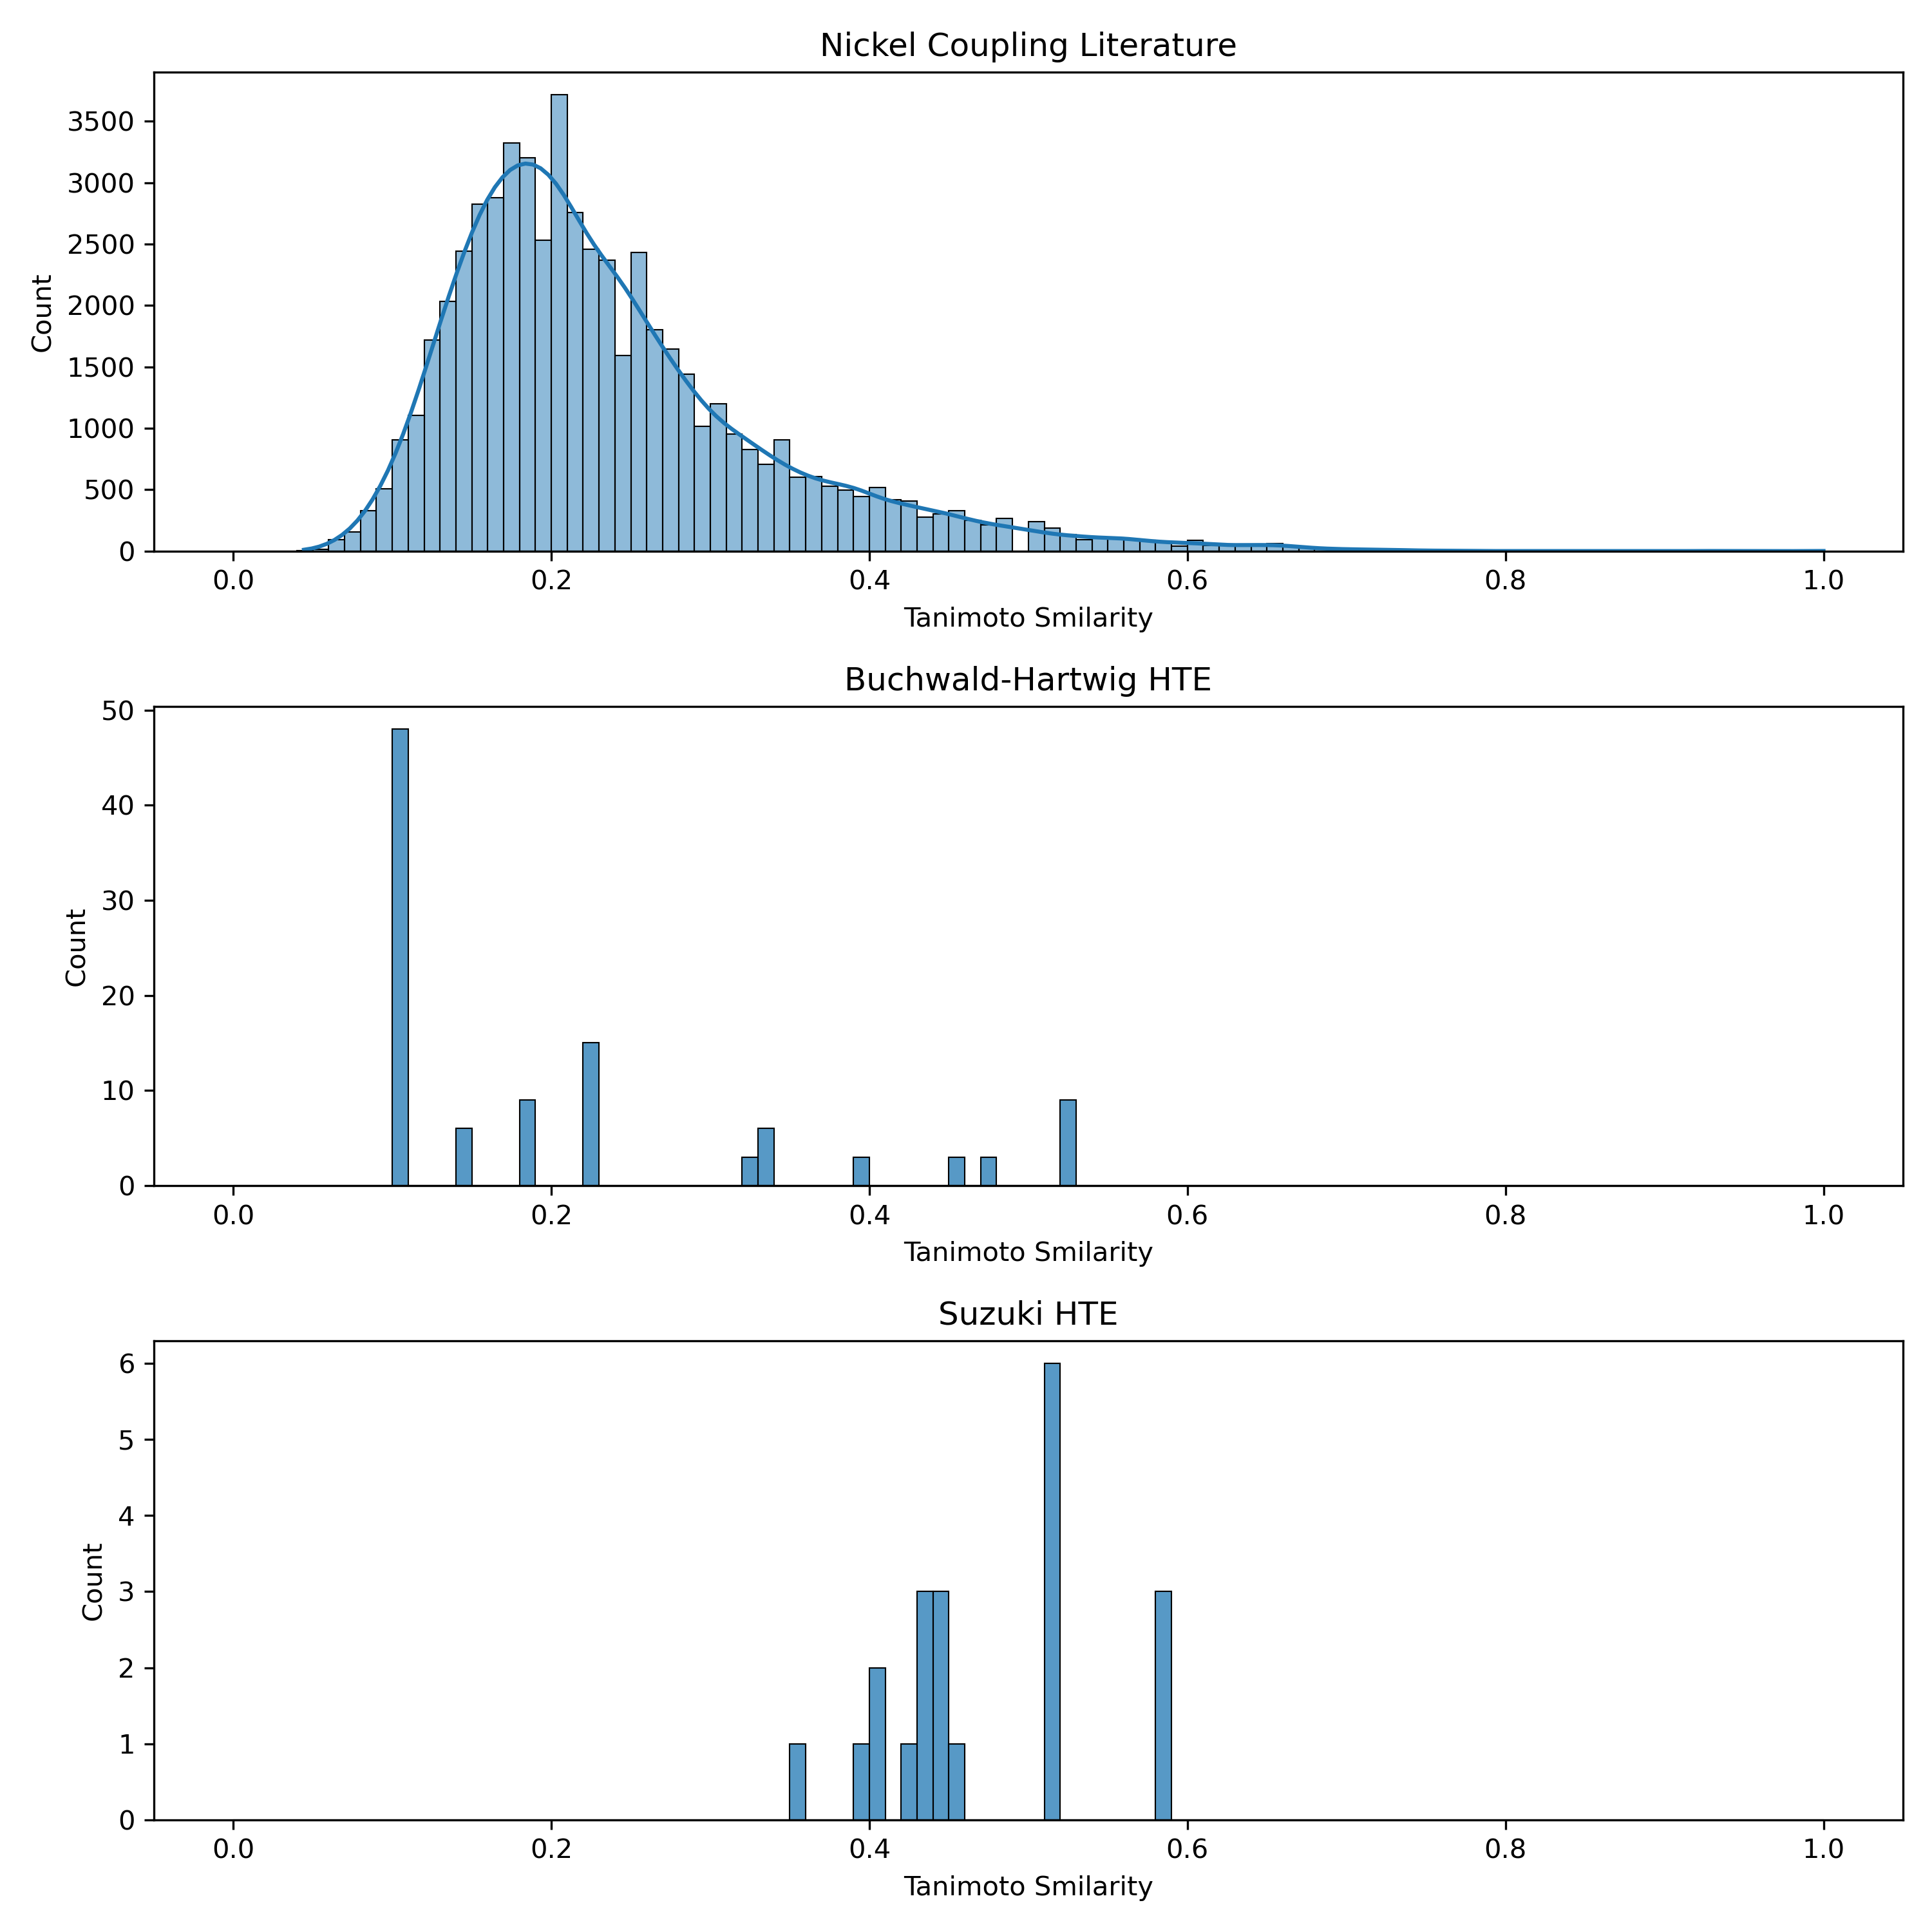 Nickel Coupling Literature
Count
3500
3000
2500
2000
1500
1000
500
0
0.0 0.2 0.4 0.6 0.8 1.0
Tanimoto Smilarity
Buchwald-Hartwig HTE
Count
50
40
30
20
10
0
0.0 0.2 0.4 0.6 0.8 1.0
Tanimoto Smilarity
Suzuki HTE
Count
6
5
4
3
2
1
0
0.0 0.2 0.4 0.6 0.8 1.0
Tanimoto Smilarity